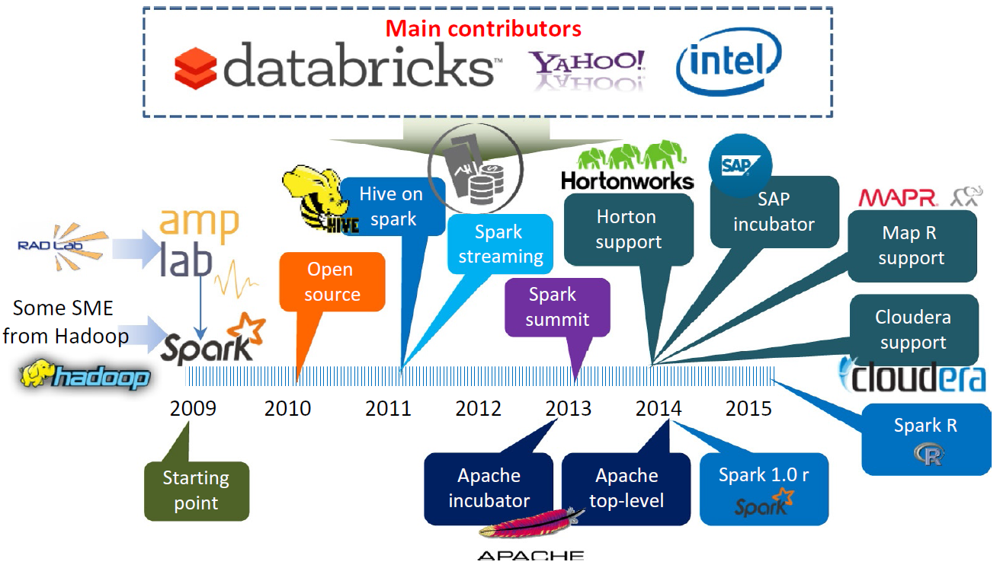 Main contributors
databricks™
YAHOO!
intel
HIVE
Hive on
spark
Spark
streaming
Hortonworks
Horton
support
SAP
SAP
incubator
MAPR
Map R
support
RAD Lab
amp
lab
Open
source
Spark
summit
Cloudera
support
Some SME
from Hadoop
Spark
hadoop
cloudera
2009
2010
2011
2012
2013
2014
2015
Spark R
R
Starting
point
Apache
incubator
Apache
top-level
Spark 1.0 r
Spark
APACHE